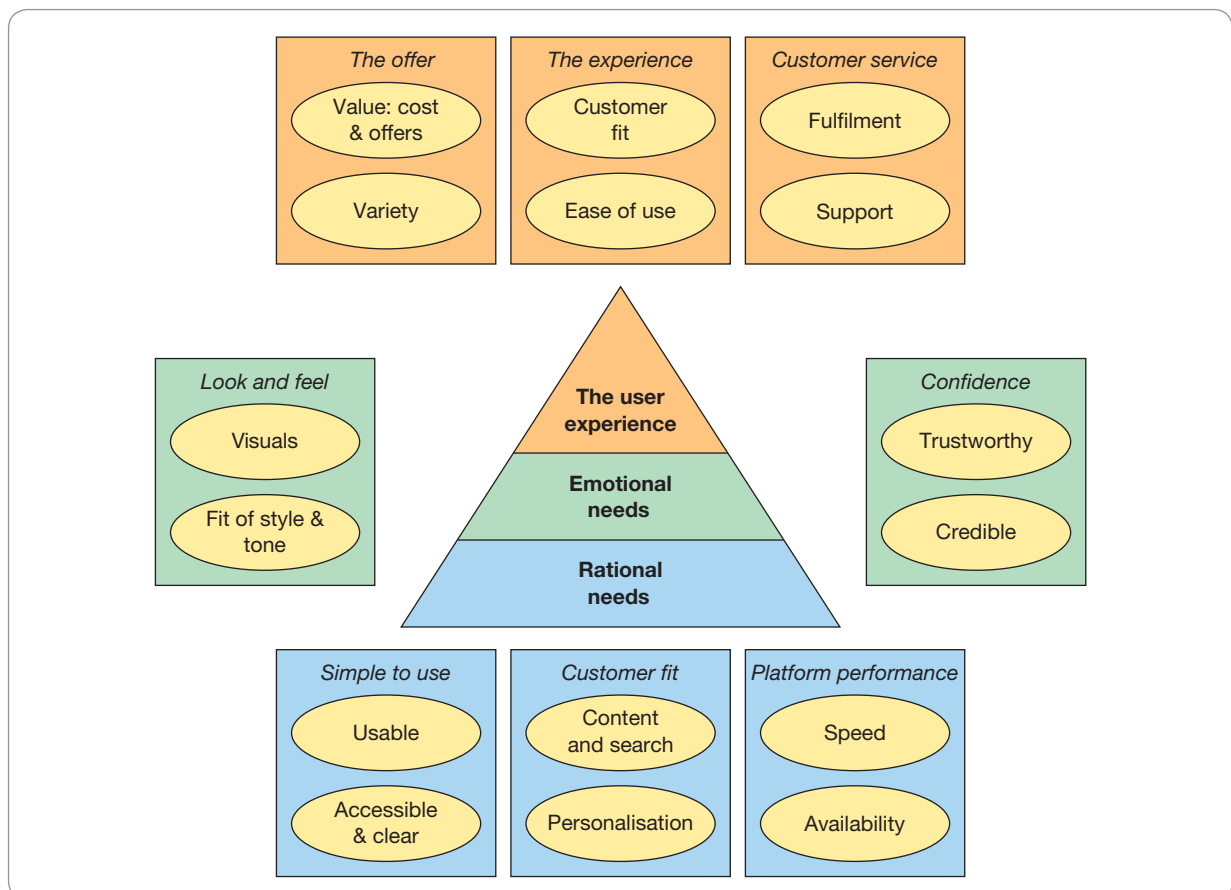 The offer
Value: cost
& offers
Variety
The experience
Customer
fit
Ease of use
Customer service
Fulfilment
Support
Look and feel
Visuals
Fit of style &
tone
The user
experience
Emotional
needs
Rational
needs
Confidence
Trustworthy
Credible
Simple to use
Usable
Accessible
& clear
Customer fit
Content
and search
Personalisation
Platform performance
Speed
Availability